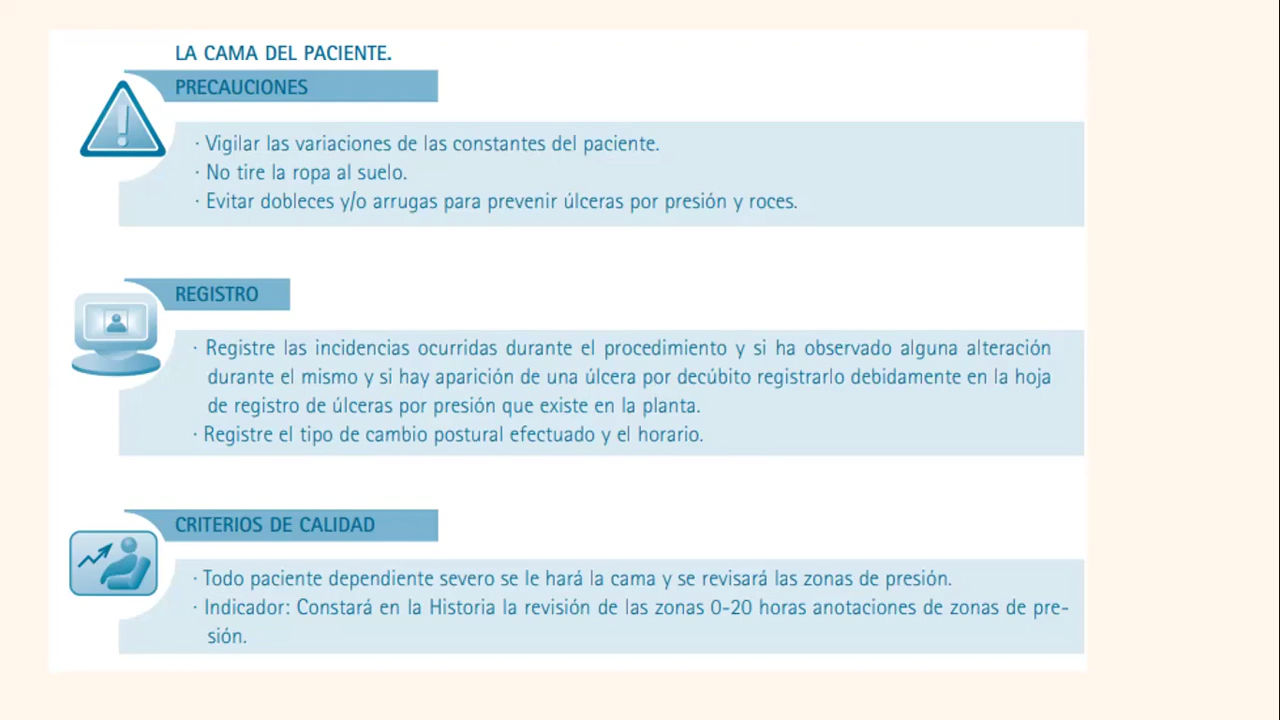 LA CAMA DEL PACIENTE.
PRECAUCIONES
· Vigilar las variaciones de las constantes del paciente.
· No tire la ropa al suelo.
· Evitar dobleces y/o arrugas para prevenir úlceras por presión y roces.
REGISTRO
· Registre las incidencias ocurridas durante el procedimiento y si ha observado alguna alteración
durante el mismo y si hay aparición de una úlcera por decúbito registrarlo debidamente en la hoja
de registro de úlceras por presión que existe en la planta.
· Registre el tipo de cambio postural efectuado y el horario.
CRITERIOS DE CALIDAD
· Todo paciente dependiente severo se le hará la cama y se revisará las zonas de presión.
· Indicador: Constará en la Historia la revisión de las zonas 0-20 horas anotaciones de zonas de pre-
sión.